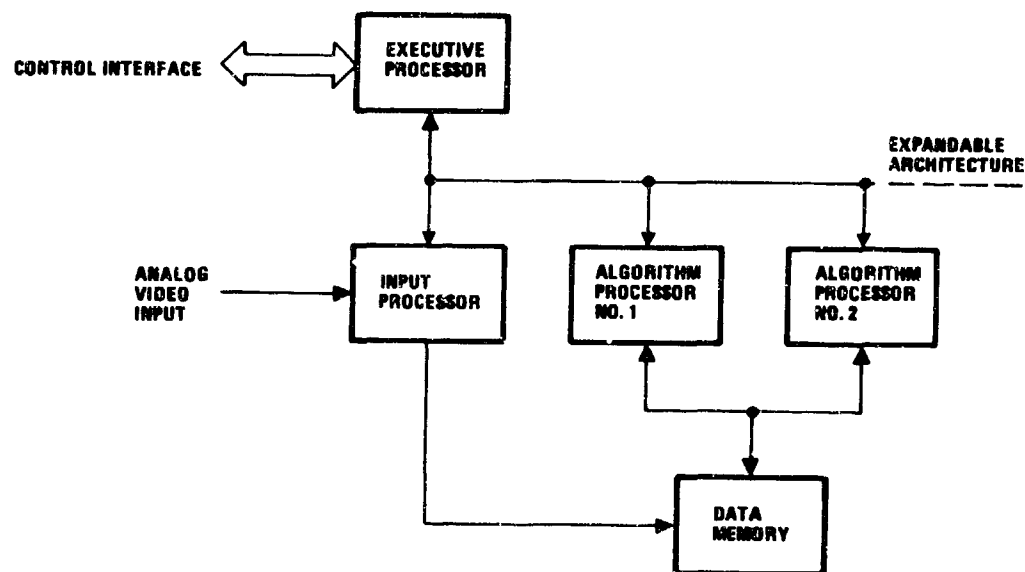 EXECUTIVE
PROCESSOR
CONTROL INTERFACE
EXPANDABLE
ARCHITECTURE
ANALOG
VIDEO
INPUT
INPUT
PROCESSOR
ALGORITHM
PROCESSOR
NO. 1
ALGORITHM
PROCESSOR
NO. 2
DATA
MEMORY